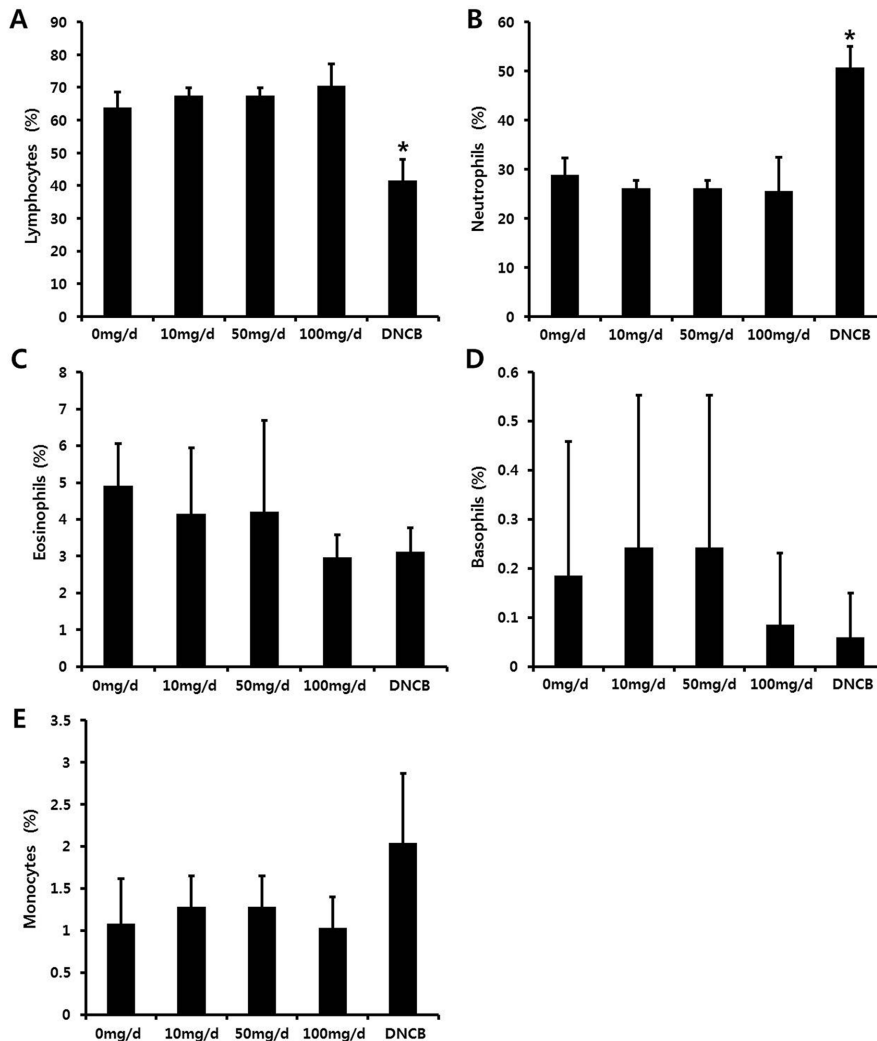 A
Lymphocytes (%)
90
80
70
60
50
40
30
20
10
0
*
0mg/d 10mg/d 50mg/d 100mg/d DNCB
B
Neutrophils (%)
60
50
40
30
20
10
0
*
0mg/d 10mg/d 50mg/d 100mg/d DNCB
C
Eosinophils (%)
8
7
6
5
4
3
2
1
0
0mg/d 10mg/d 50mg/d 100mg/d DNCB
D
Basophils (%)
0.6
0.5
0.4
0.3
0.2
0.1
0
0mg/d 10mg/d 50mg/d 100mg/d DNCB
E
Monocytes (%)
3.5
3
2.5
2
1.5
1
0.5
0
0mg/d 10mg/d 50mg/d 100mg/d DNCB